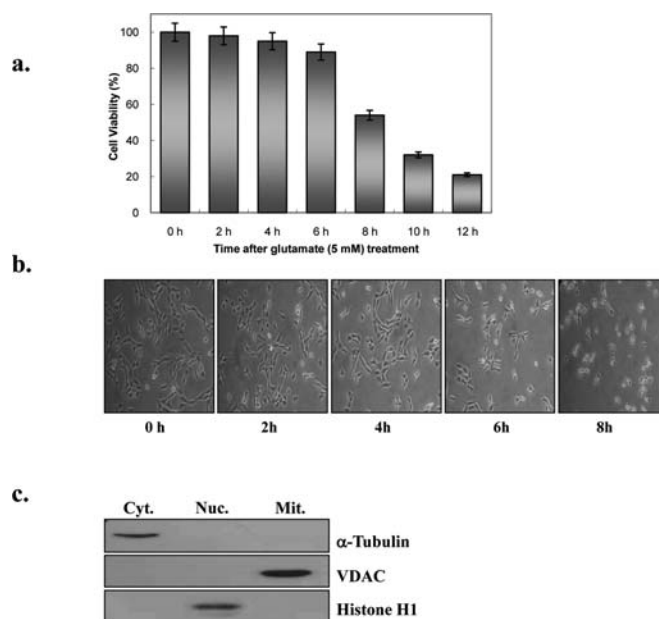 a.
Cell Viability (%)
100
80
60
40
20
0
0 h 2 h 4 h 6 h 8 h 10 h 12 h
Time after glutamate (5 mM) treatment
b.
0 h 2h 4h 6h 8h
c.
Cyt. Nuc. Mit.
α-Tubulin
VDAC
Histone H1